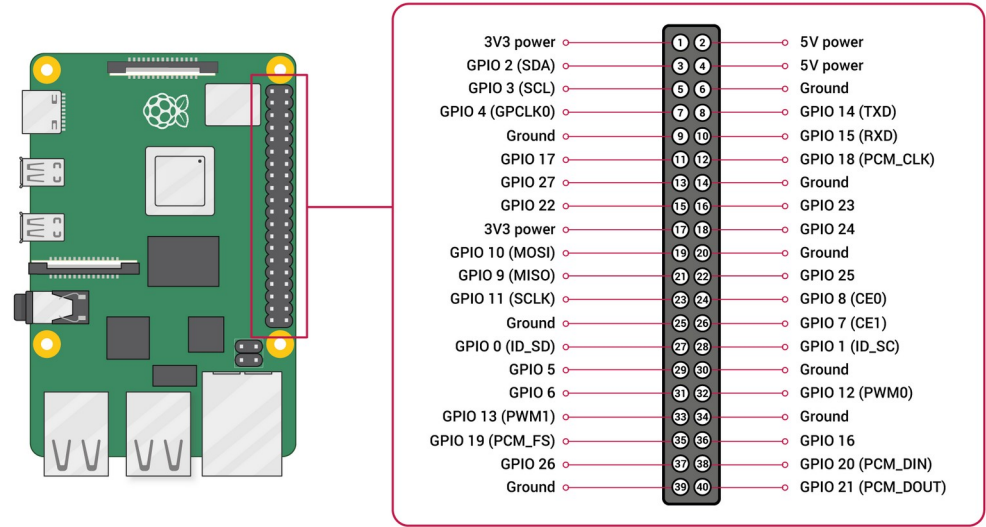 3V3 power 1 2 5V power
GPIO 2 (SDA) 3 4 5V power
GPIO 3 (SCL) 5 6 Ground
GPIO 4 (GPCLK0) 7 8 GPIO 14 (TXD)
Ground 9 10 GPIO 15 (RXD)
GPIO 17 11 12 GPIO 18 (PCM_CLK)
GPIO 27 13 14 Ground
GPIO 22 15 16 GPIO 23
3V3 power 17 18 GPIO 24
GPIO 10 (MOSI) 19 20 Ground
GPIO 9 (MISO) 21 22 GPIO 25
GPIO 11 (SCLK) 23 24 GPIO 8 (CE0)
Ground 25 26 GPIO 7 (CE1)
GPIO 0 (ID_SD) 27 28 GPIO 1 (ID_SC)
GPIO 5 29 30 Ground
GPIO 6 31 32 GPIO 12 (PWM0)
GPIO 13 (PWM1) 33 34 Ground
GPIO 19 (PCM_FS) 35 36 GPIO 16
GPIO 26 37 38 GPIO 20 (PCM_DIN)
Ground 39 40 GPIO 21 (PCM_DOUT)